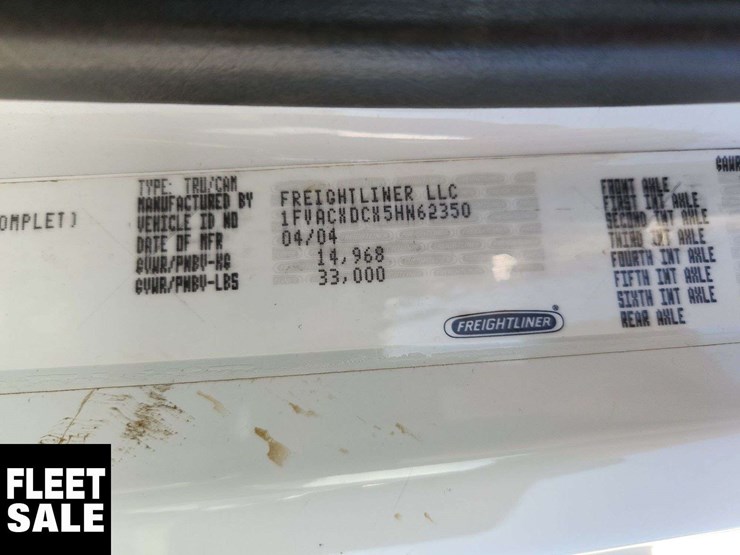 OMPLET)
TYPE: TRU/CAM
MANUFACTURED BY FREIGHTLINER LLC
VEHICLE ID NO 1FVACXDCX5HN62350
DATE OF MFR 04/04
GVWR/PNBV-KG 14,968
GVWR/PNBV-LBS 33,000
FREIGHTLINER
GAWR
FRONT AXLE
FIRST INT AXLE
SECOND INT AXLE
THIRD INT AXLE
FOURTH INT AXLE
FIFTH INT AXLE
SIXTH INT AXLE
REAR AXLE
FLEET
SALE